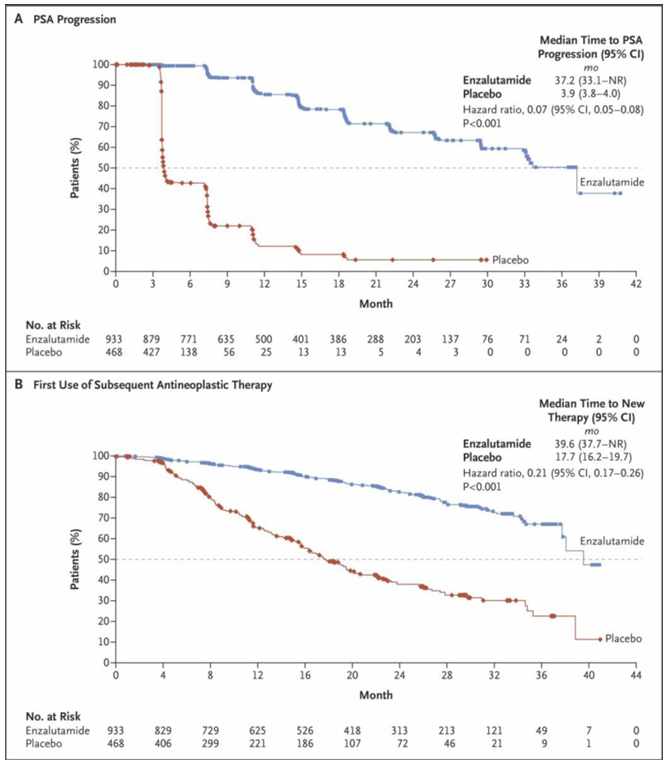 A PSA Progression
Median Time to PSA
Progression (95% CI)
mo
Enzalutamide 37.2 (33.1–NR)
Placebo 3.9 (3.8–4.0)
Hazard ratio, 0.07 (95% CI, 0.05–0.08)
P<0.001
Patients (%)
100
90
80
70
60
50
40
30
20
10
0
Enzalutamide
Placebo
0 3 6 9 12 15 18 21 24 27 30 33 36 39 42
Month
No. at Risk
Enzalutamide 933 879 771 635 500 401 386 288 203 137 76 71 24 2 0
Placebo 468 427 138 56 25 13 13 5 4 3 0 0 0 0 0
B First Use of Subsequent Antineoplastic Therapy
Median Time to New
Therapy (95% CI)
mo
Enzalutamide 39.6 (37.7–NR)
Placebo 17.7 (16.2–19.7)
Hazard ratio, 0.21 (95% CI, 0.17–0.26)
P<0.001
Patients (%)
100
90
80
70
60
50
40
30
20
10
0
Enzalutamide
Placebo
0 4 8 12 16 20 24 28 32 36 40 44
Month
No. at Risk
Enzalutamide 933 829 729 625 526 418 313 213 121 49 7 0
Placebo 468 406 299 221 186 107 72 46 21 9 1 0